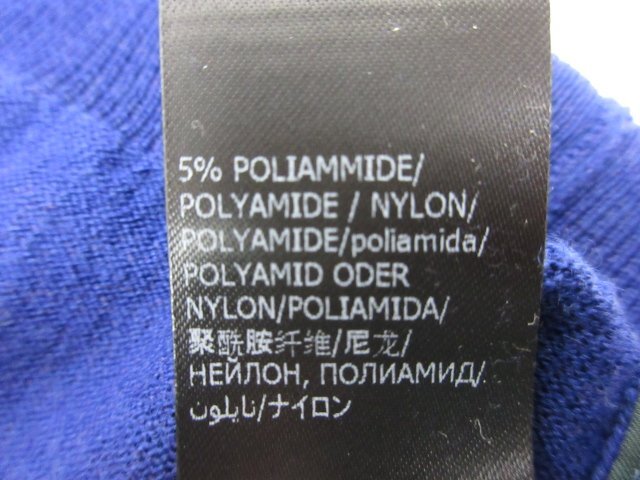 5% POLIAMMIDE/
POLYAMIDE / NYLON/
POLYAMIDE/poliamida/
POLYAMID ODER
NYLON/POLIAMIDA/
聚酰胺纤维/尼龙/
НЕЙЛОН, ПОЛИАМИД/
نايلون/ナイロン